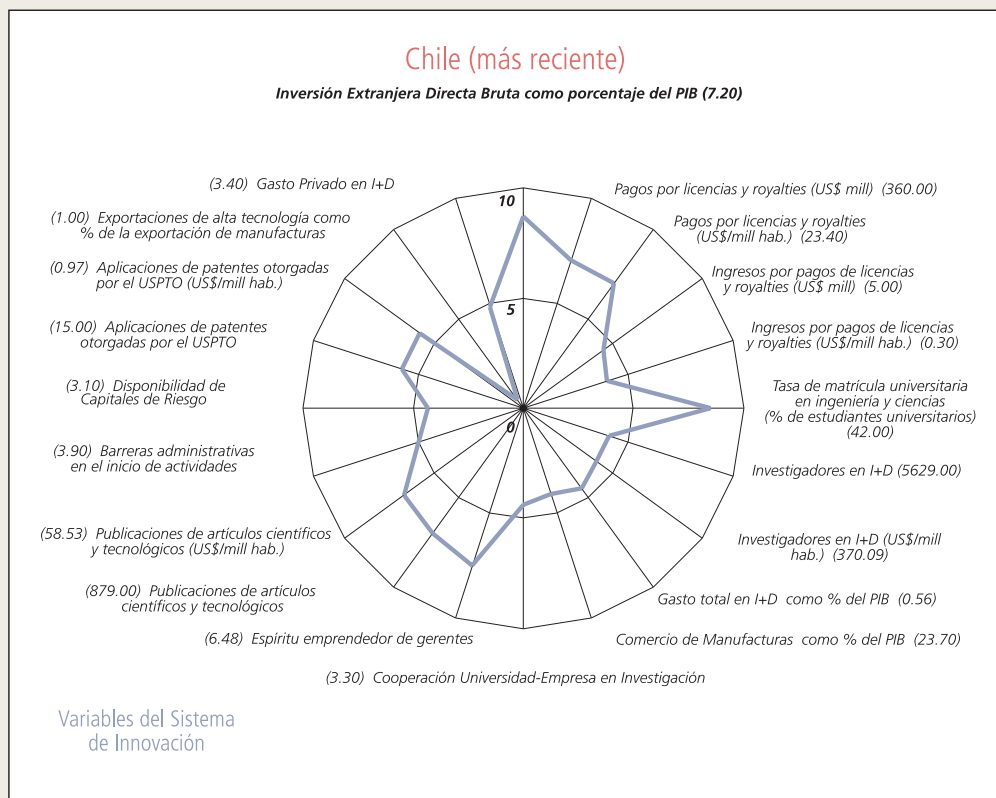 Chile (más reciente)
Inversión Extranjera Directa Bruta como porcentaje del PIB (7.20)
(3.40) Gasto Privado en I+D
(1.00) Exportaciones de alta tecnología como
% de la exportación de manufacturas
(0.97) Aplicaciones de patentes otorgadas
por el USPTO (US$/mill hab.)
(15.00) Aplicaciones de patentes
otorgadas por el USPTO
(3.10) Disponibilidad de
Capitales de Riesgo
(3.90) Barreras administrativas
en el inicio de actividades
(58.53) Publicaciones de artículos científicos
y tecnológicos (US$/mill hab.)
(879.00) Publicaciones de artículos
científicos y tecnológicos
(6.48) Espíritu emprendedor de gerentes
(3.30) Cooperación Universidad-Empresa en Investigación
10
5
0
Pagos por licencias y royalties (US$ mill) (360.00)
Pagos por licencias y royalties
(US$/mill hab.) (23.40)
Ingresos por pagos de licencias
y royalties (US$ mill) (5.00)
Ingresos por pagos de licencias
y royalties (US$/mill hab.) (0.30)
Tasa de matrícula universitaria
en ingeniería y ciencias
(% de estudiantes universitarios)
(42.00)
Investigadores en I+D (5629.00)
Investigadores en I+D (US$/mill
hab.) (370.09)
Gasto total en I+D como % del PIB (0.56)
Comercio de Manufacturas como % del PIB (23.70)
Variables del Sistema
de Innovación